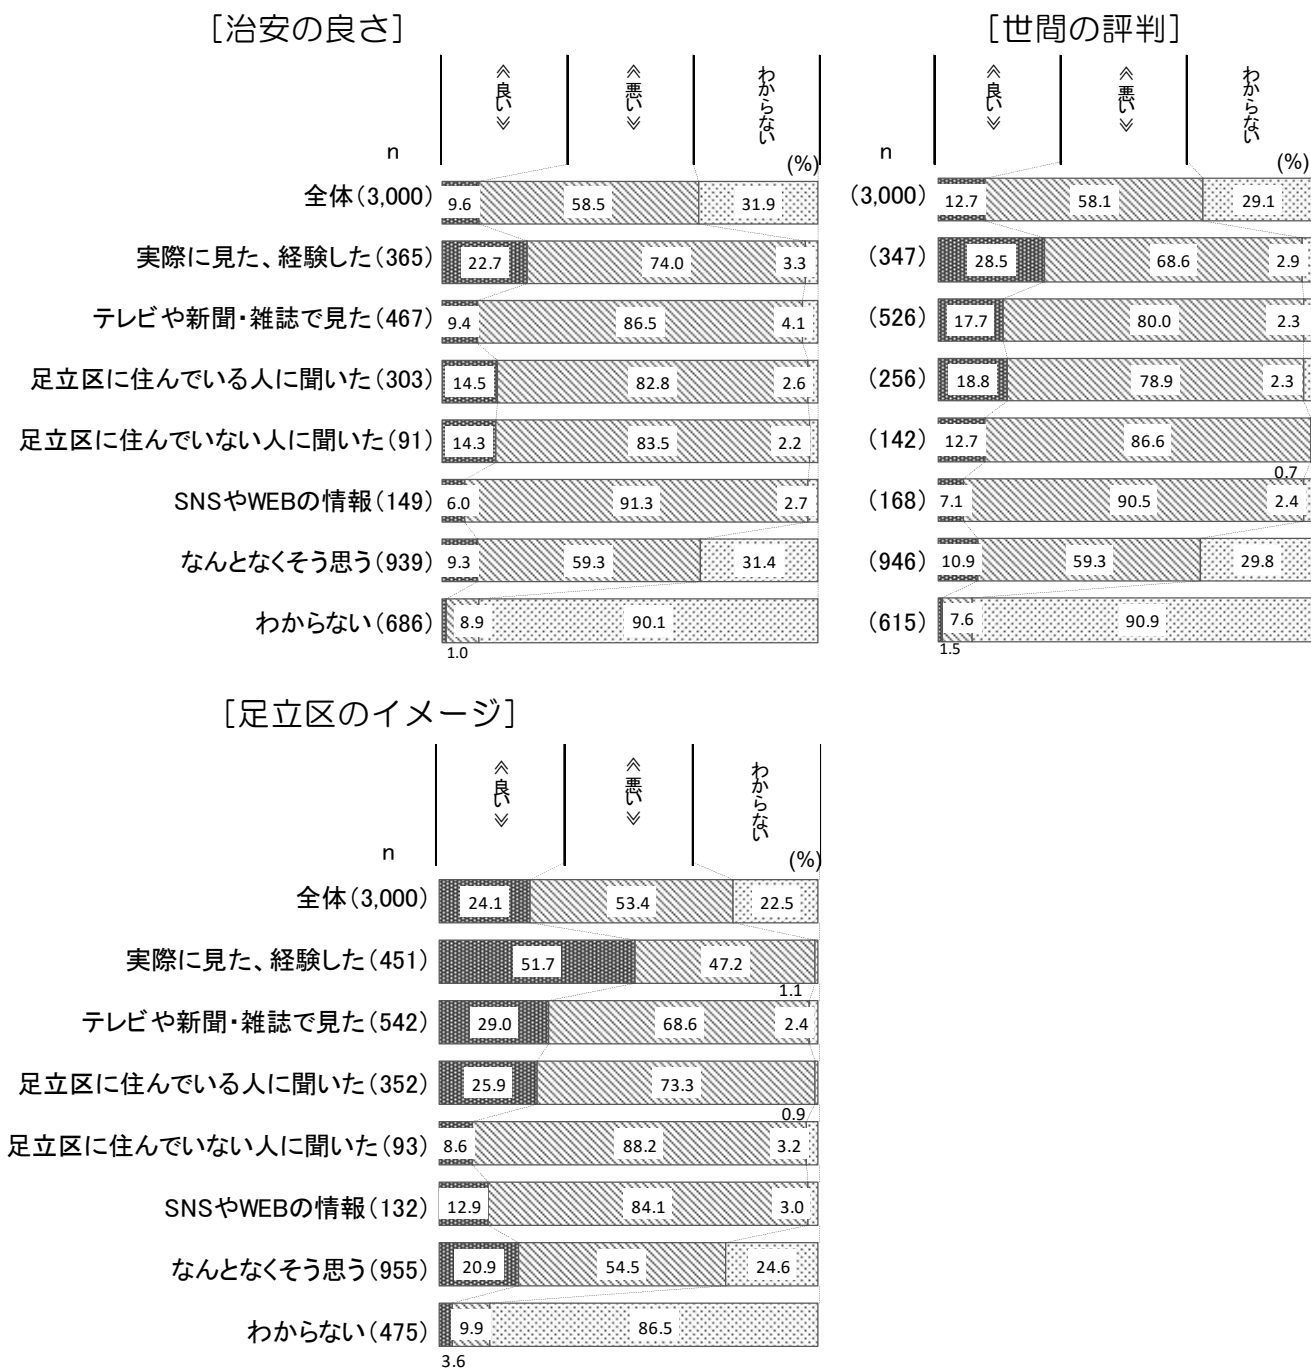 [治安の良さ]
≪良い≫ ≪悪い≫ わからない
n
(%)
全体(3,000) 9.6 58.5 31.9
実際に見た、経験した(365) 22.7 74.0 3.3
テレビや新聞・雑誌で見た(467) 9.4 86.5 4.1
足立区に住んでいる人に聞いた(303) 14.5 82.8 2.6
足立区に住んでいない人に聞いた(91) 14.3 83.5 2.2
SNSやWEBの情報(149) 6.0 91.3 2.7
なんとなくそう思う(939) 9.3 59.3 31.4
わからない(686) 8.9 90.1
1.0
[世間の評判]
≪良い≫ ≪悪い≫ わからない
n
(%)
(3,000) 12.7 58.1 29.1
(347) 28.5 68.6 2.9
(526) 17.7 80.0 2.3
(256) 18.8 78.9 2.3
(142) 12.7 86.6
0.7
(168) 7.1 90.5 2.4
(946) 10.9 59.3 29.8
(615) 7.6 90.9
1.5
[足立区のイメージ]
≪良い≫ ≪悪い≫ わからない
n
(%)
全体(3,000) 24.1 53.4 22.5
実際に見た、経験した(451) 51.7 47.2
1.1
テレビや新聞・雑誌で見た(542) 29.0 68.6 2.4
足立区に住んでいる人に聞いた(352) 25.9 73.3
0.9
足立区に住んでいない人に聞いた(93) 8.6 88.2 3.2
SNSやWEBの情報(132) 12.9 84.1 3.0
なんとなくそう思う(955) 20.9 54.5 24.6
わからない(475) 9.9 86.5
3.6